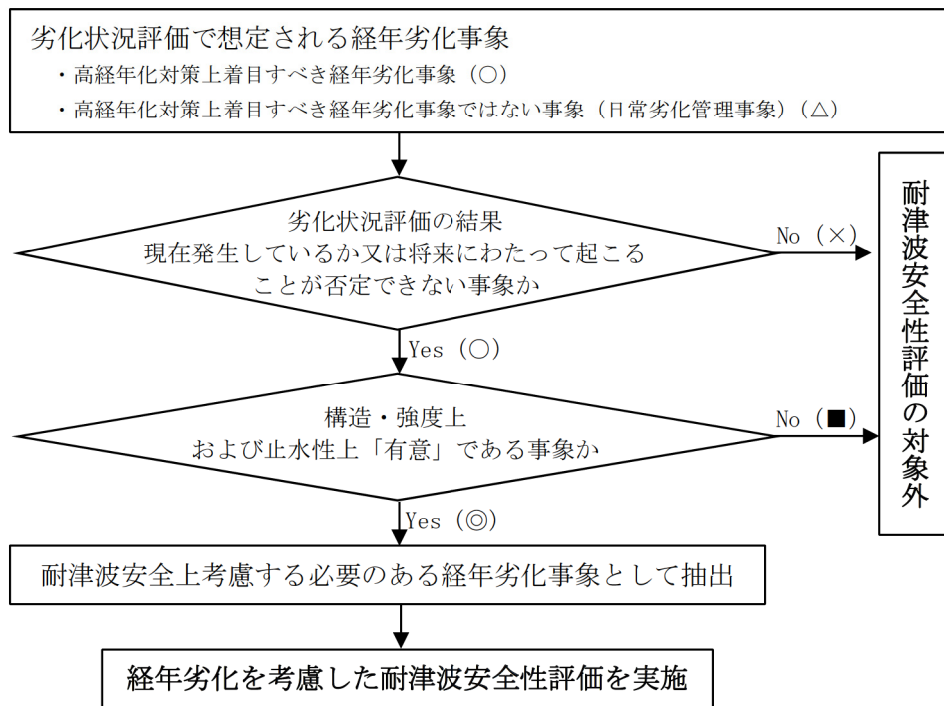 劣化状況評価で想定される経年劣化事象
・高経年化対策上着目すべき経年劣化事象（○）
・高経年化対策上着目すべき経年劣化事象ではない事象（日常劣化管理事象）（△）
劣化状況評価の結果
現在発生しているか又は将来にわたって起こる
ことが否定できない事象か
No（×）
Yes（○）
構造・強度上
および止水性上「有意」である事象か
No（■）
Yes（◎）
耐津波安全性評価の対象外
耐津波安全上考慮する必要のある経年劣化事象として抽出
経年劣化を考慮した耐津波安全性評価を実施